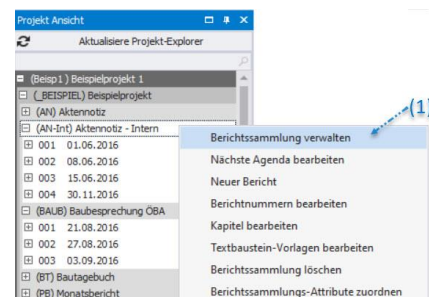 Projekt Ansicht
Aktualisiere Projekt-Explorer
(Beisp1) Beispielprojekt 1
(_BEISPIEL) Beispielprojekt
(AN) Aktennotiz
(AN-Int) Aktennotiz - Intern
001 01.06.2016
002 08.06.2016
003 15.06.2016
004 30.11.2016
(BAUB) Baubesprechung ÖBA
001 21.08.2016
002 27.08.2016
003 03.09.2016
(BT) Bautagebuch
(PB) Monatsbericht
Berichtssammlung verwalten
(1)
Nächste Agenda bearbeiten
Neuer Bericht
Berichtnummern bearbeiten
Kapitel bearbeiten
Textbaustein-Vorlagen bearbeiten
Berichtssammlung löschen
Berichtssammlungs-Attribute zuordnen